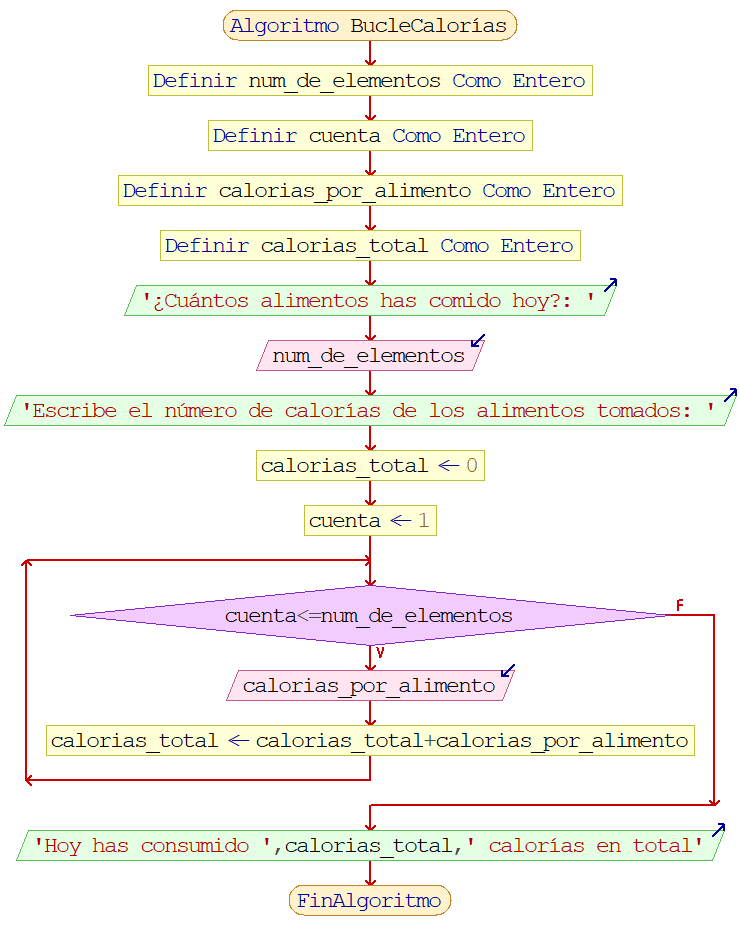 Algoritmo BucleCalorías
Definir num_de_elementos Como Entero
Definir cuenta Como Entero
Definir calorias_por_alimento Como Entero
Definir calorias_total Como Entero
'¿Cuántos alimentos has comido hoy?: '
num_de_elementos
'Escribe el número de calorías de los alimentos tomados: '
calorias_total ← 0
cuenta ← 1
cuenta<=num_de_elementos
F
V
calorias_por_alimento
calorias_total ← calorias_total+calorias_por_alimento
'Hoy has consumido ',calorias_total,' calorías en total'
FinAlgoritmo